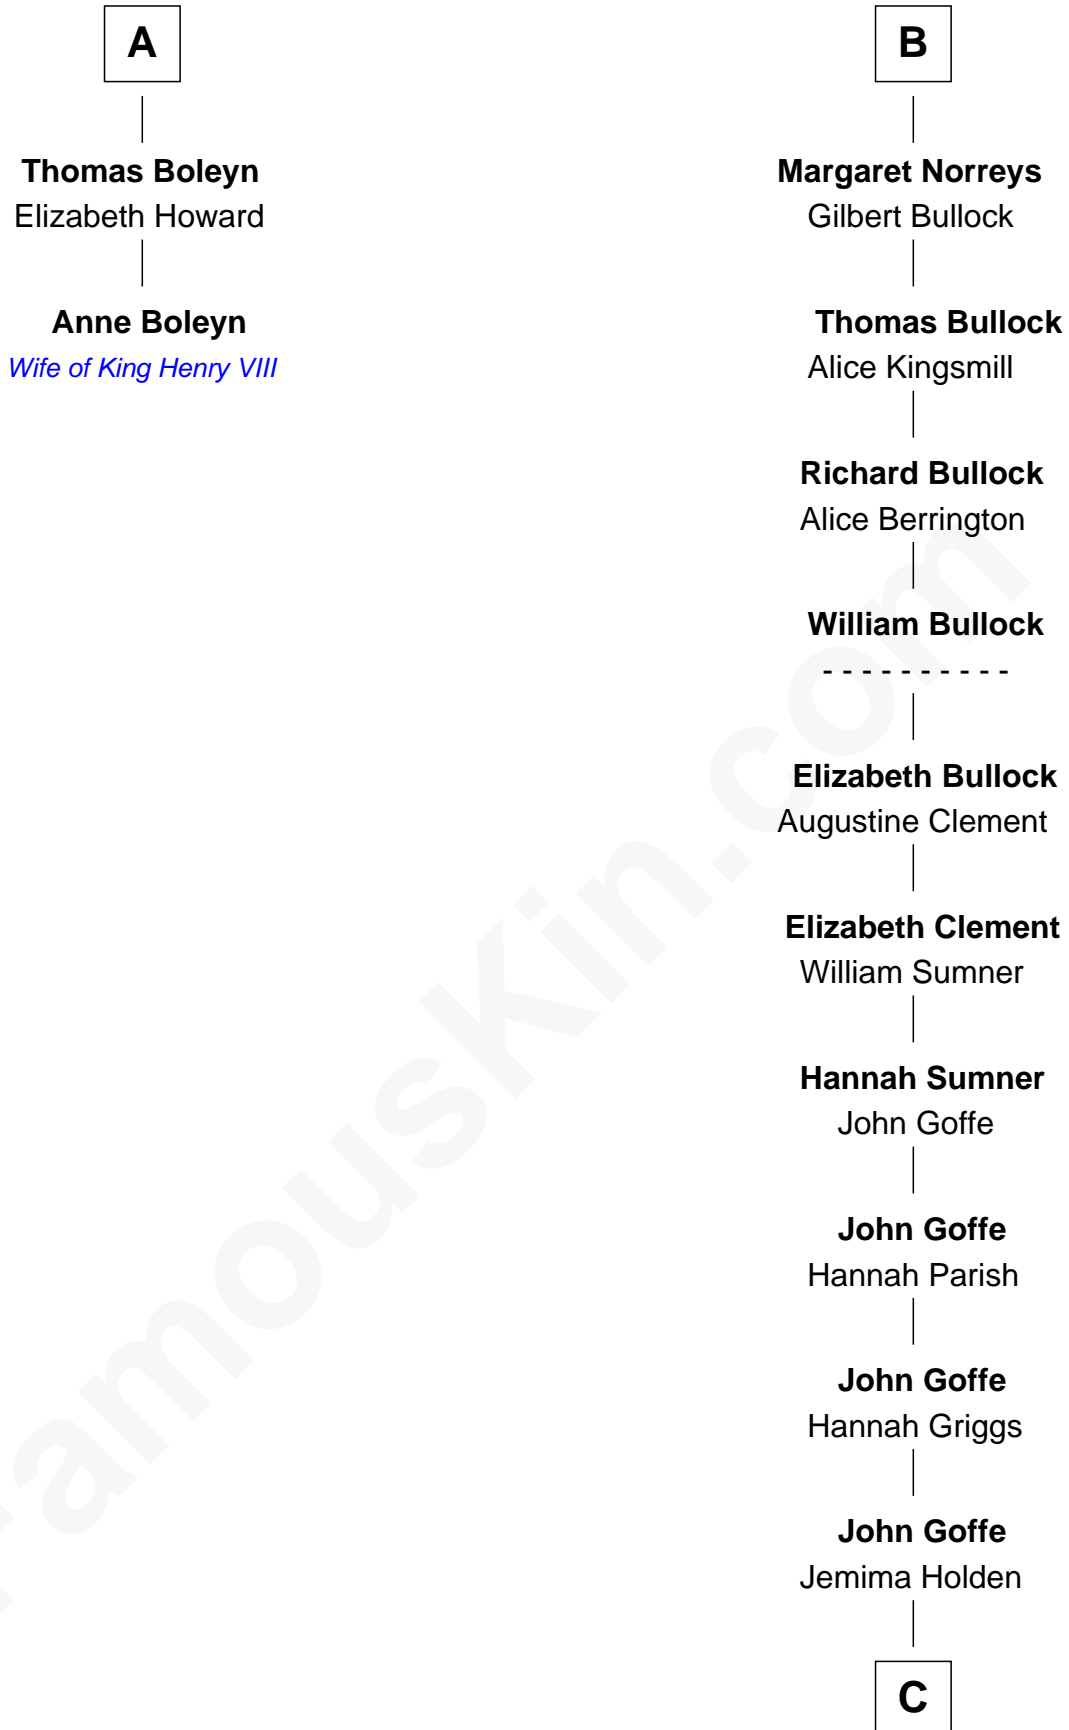 A
Thomas Boleyn
Elizabeth Howard
Anne Boleyn
Wife of King Henry VIII
B
Margaret Norreys
Gilbert Bullock
Thomas Bullock
Alice Kingsmill
Richard Bullock
Alice Berrington
William Bullock
- - - - - - - - - -
Elizabeth Bullock
Augustine Clement
Elizabeth Clement
William Sumner
Hannah Sumner
John Goffe
John Goffe
Hannah Parish
John Goffe
Hannah Griggs
John Goffe
Jemima Holden
C
FamousKin.com